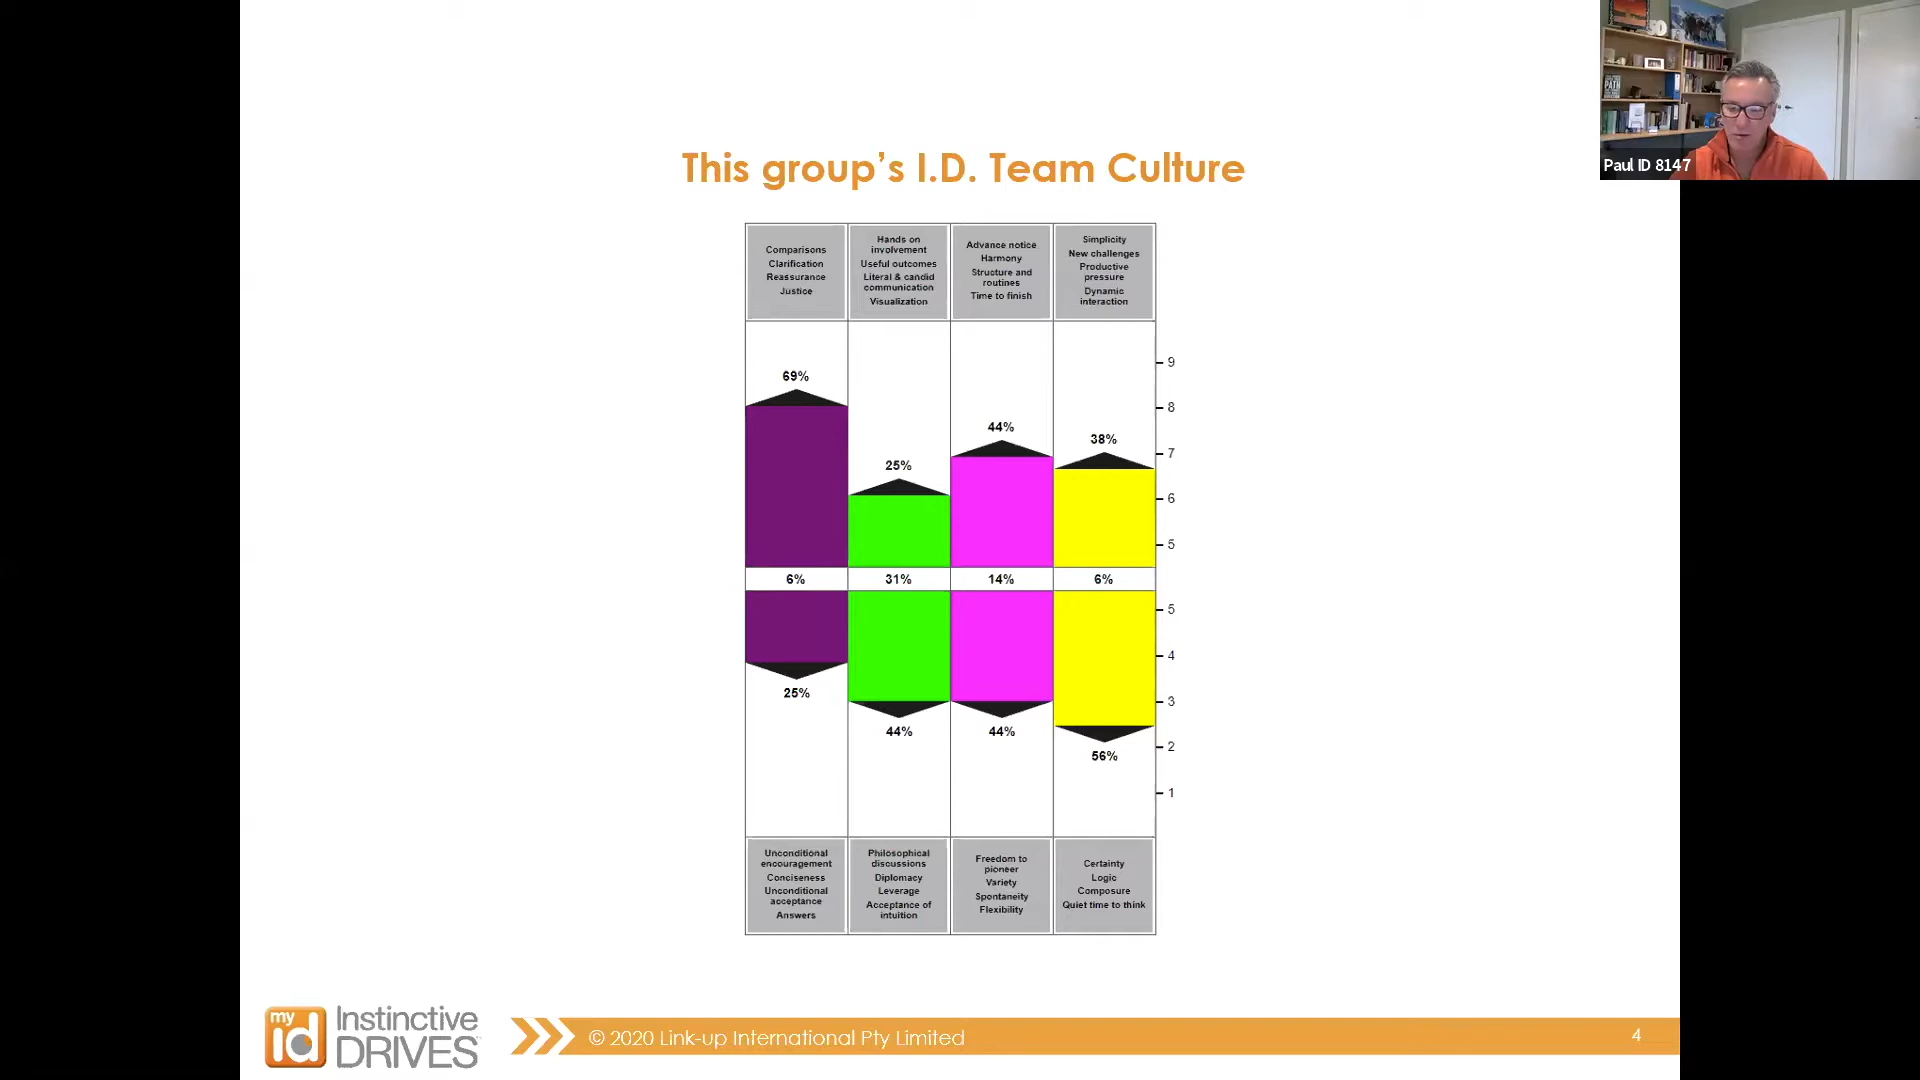 Paul ID 8147
This group's I.D. Team Culture
Comparisons
Clarification
Reassurance
Justice
Hands on
involvement
Useful outcomes
Literal & candid
communication
Visualization
Advance notice
Harmony
Structure and
routines
Time to finish
Simplicity
New challenges
Productive
pressure
Dynamic
interaction
69%
25%
44%
38%
9
8
7
6
5
6%
31%
14%
6%
5
4
3
2
1
25%
44%
44%
56%
Unconditional
encouragement
Conciseness
Unconditional
acceptance
Answers
Philosophical
discussions
Diplomacy
Leverage
Acceptance of
intuition
Freedom to
pioneer
Variety
Spontaneity
Flexibility
Certainty
Logic
Composure
Quiet time to think
my
id
Instinctive
DRIVES
© 2020 Link-up International Pty Limited
4